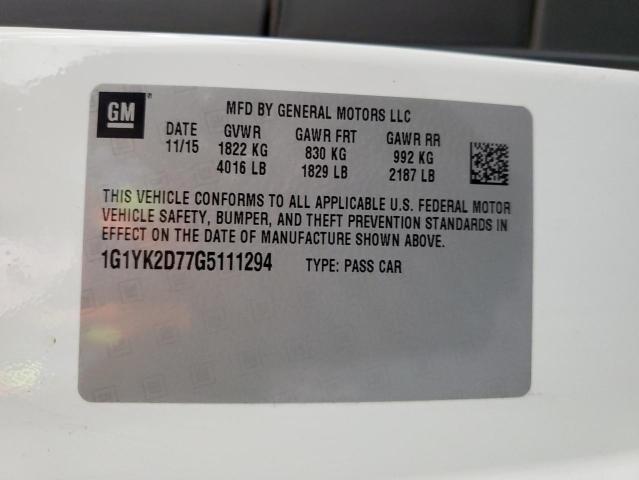 GM ® MFD BY GENERAL MOTORS LLC
DATE GVWR GAWR FRT GAWR RR
11/15 1822 KG 830 KG 992 KG
4016 LB 1829 LB 2187 LB
THIS VEHICLE CONFORMS TO ALL APPLICABLE U.S. FEDERAL MOTOR
VEHICLE SAFETY, BUMPER, AND THEFT PREVENTION STANDARDS IN
EFFECT ON THE DATE OF MANUFACTURE SHOWN ABOVE.
1G1YK2D77G5111294 TYPE: PASS CAR